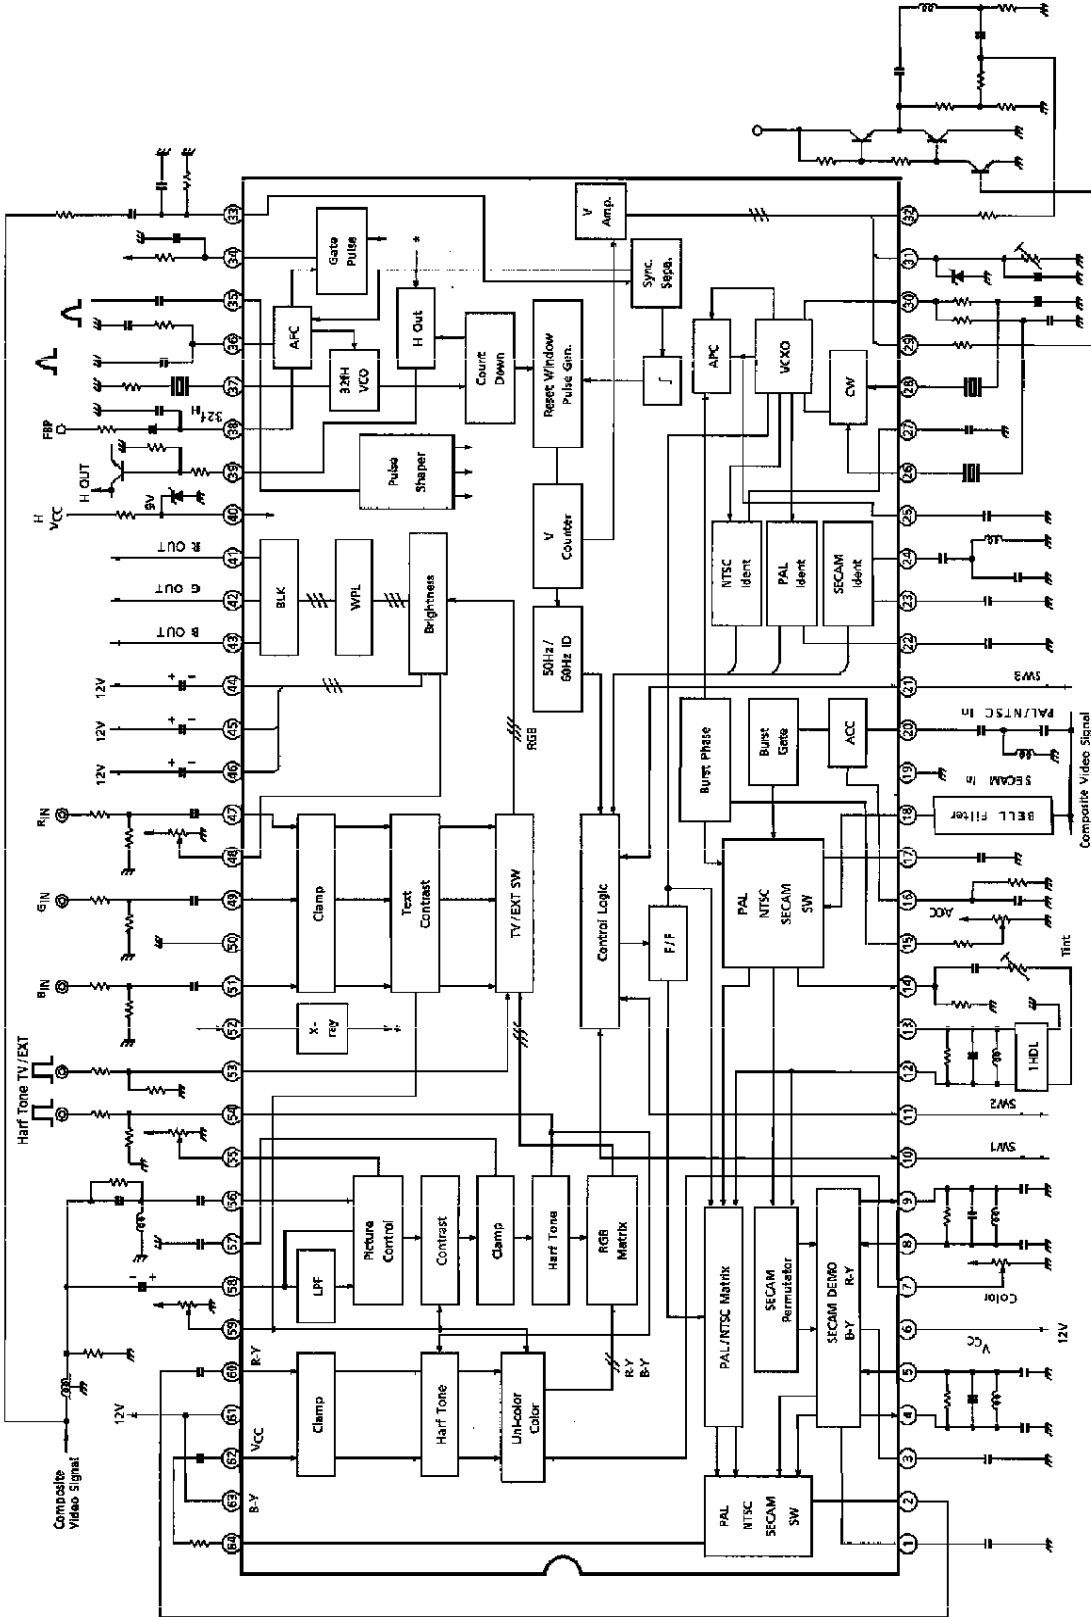 Composite
Video Signal
12V
Harf Tone TV/EXT
BIN
GIN
RIN
12V
12V
12V
B OUT
G OUT
R OUT
H
VCC
9V
H OUT
FBP
32fH
64
63
62
61
60
59
58
57
56
55
54
53
52
51
50
49
48
47
46
45
44
43
42
41
40
39
38
37
36
35
34
33
B-Y
VCC
R-Y
Clamp
Harf Tone
Uni-color
Color
R-Y
B-Y
LPF
Picture
Control
Contrast
Clamp
Harf Tone
RGB
Matrix
X-
ray
Clamp
Text
Contrast
TV/EXT SW
RGB
BLK
WPL
Brightness
Pulse
Shaper
AFC
32fH
VCO
Gate
Pulse
H Out
Count
Down
Reset Window
Pulse Gen.
V
Counter
50Hz/
60Hz ID
V
Amp.
Sync.
Sepa.
Control Logic
F/F
PAL
NTSC
SECAM
SW
PAL/NTSC Matrix
SECAM
Permutator
SECAM DEMO
B-Y
R-Y
PAL
NTSC
SECAM
SW
Burst Phase
Burst
Gate
ACC
NTSC
Ident
PAL
Ident
SECAM
Ident
APC
VCXO
CW
1
2
3
4
5
6
7
8
9
10
11
12
13
14
15
16
17
18
19
20
21
22
23
24
25
26
27
28
29
30
31
32
VCC
12V
Color
SW1
SW2
1HDL
Tint
ACC
BELL Filter
SECAM In
PAL/NTSC In
SW3
Composite Video Signal